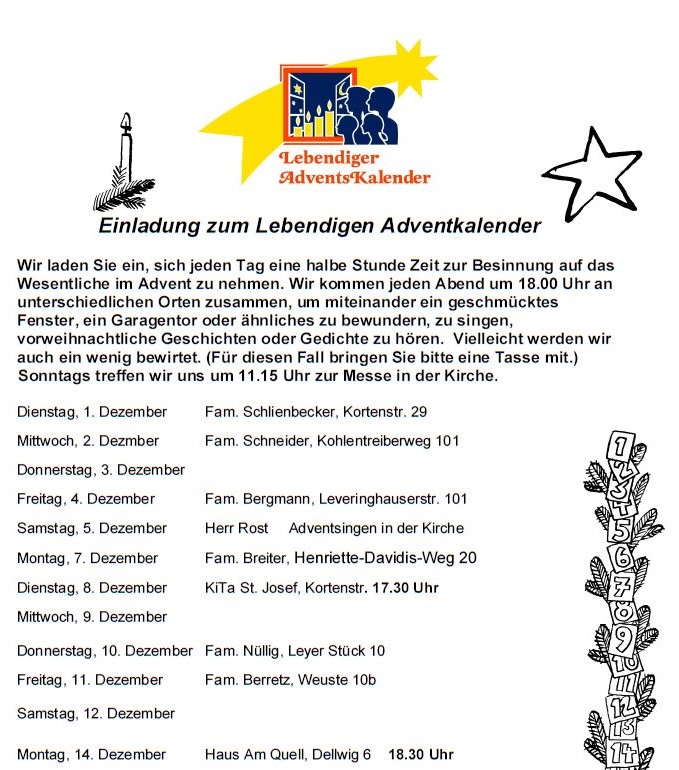 Lebendiger
AdventsKalender
Einladung zum Lebendigen Adventkalender
Wir laden Sie ein, sich jeden Tag eine halbe Stunde Zeit zur Besinnung auf das
Wesentliche im Advent zu nehmen. Wir kommen jeden Abend um 18.00 Uhr an
unterschiedlichen Orten zusammen, um miteinander ein geschmücktes
Fenster, ein Garagentor oder ähnliches zu bewundern, zu singen,
vorweihnachtliche Geschichten oder Gedichte zu hören. Vielleicht werden wir
auch ein wenig bewirtet. (Für diesen Fall bringen Sie bitte eine Tasse mit.)
Sonntags treffen wir uns um 11.15 Uhr zur Messe in der Kirche.
Dienstag, 1. Dezember Fam. Schlienbecker, Kortenstr. 29
Mittwoch, 2. Dezmber Fam. Schneider, Kohlentreiberweg 101
Donnerstag, 3. Dezember
Freitag, 4. Dezember Fam. Bergmann, Leveringhauserstr. 101
Samstag, 5. Dezember Herr Rost Adventsingen in der Kirche
Montag, 7. Dezember Fam. Breiter, Henriette-Davidis-Weg 20
Dienstag, 8. Dezember KiTa St. Josef, Kortenstr. 17.30 Uhr
Mittwoch, 9. Dezember
Donnerstag, 10. Dezember Fam. Nüllig, Leyer Stück 10
Freitag, 11. Dezember Fam. Berretz, Weuste 10b
Samstag, 12. Dezember
Montag, 14. Dezember Haus Am Quell, Dellwig 6 18.30 Uhr
1
2
3
4
5
6
7
8
9
10
11
12
13
14